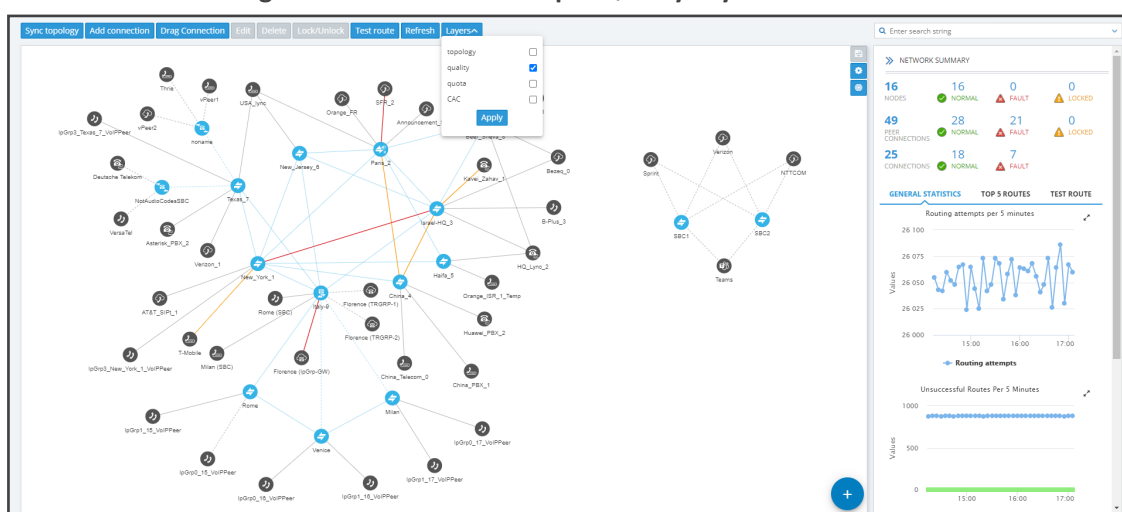 Sync topology Add connection Drag Connection Edit Delete Lock/Unlock Test route Refresh Layers
Enter search string
topology
quality
quota
CAC
Apply
NETWORK SUMMARY
16 16 0 0
NODES NORMAL FAULT LOCKED
49 28 21 0
PEER CONNECTIONS NORMAL FAULT LOCKED
25 18 7
CONNECTIONS NORMAL FAULT
GENERAL STATISTICS TOP 5 ROUTES TEST ROUTE
Routing attempts per 5 minutes
26 100
26 075
26 050
26 025
26 000
Values
15:00 16:00 17:00
Routing attempts
Unsuccessful Routes Per 5 Minutes
1000
500
0
Values
15:00 16:00 17:00
Thna
vPeer1
USA_lync
Orange_FR
SFR_2
Announcement_
IpGrp3_Texas_7_VoIPPeer
vPeer2
noname
New_Jersey_6
Paris_2
Bezeq_0
Kavei_Zahav_1
Deutsche Telekom
NotAudioCodesSBC
Texas_7
VersaTel
Asterisk_PBX_2
Israel-HQ_3
B-Plus_3
Verizon_1
New_York_1
Haifa_5
HQ_Lync_2
AT&T_SIPt_1
Rome (SBC)
Italy-9
Florence (TRGRP-1)
China_4
Orange_ISR_1_Temp
Florence (TRGRP-2)
Huawei_PBX_2
IpGrp3_New_York_1_VoIPPeer
T-Mobile
Milan (SBC)
Florence (IpGrp-GW)
China_Telecom_0
China_PBX_1
Rome
Milan
IpGrp1_15_VoIPPeer
Venice
IpGrp0_17_VoIPPeer
IpGrp0_15_VoIPPeer
IpGrp1_17_VoIPPeer
IpGrp0_16_VoIPPeer
IpGrp1_16_VoIPPeer
Verizon
Sprint
NTTCOM
SBC1
SBC2
Teams